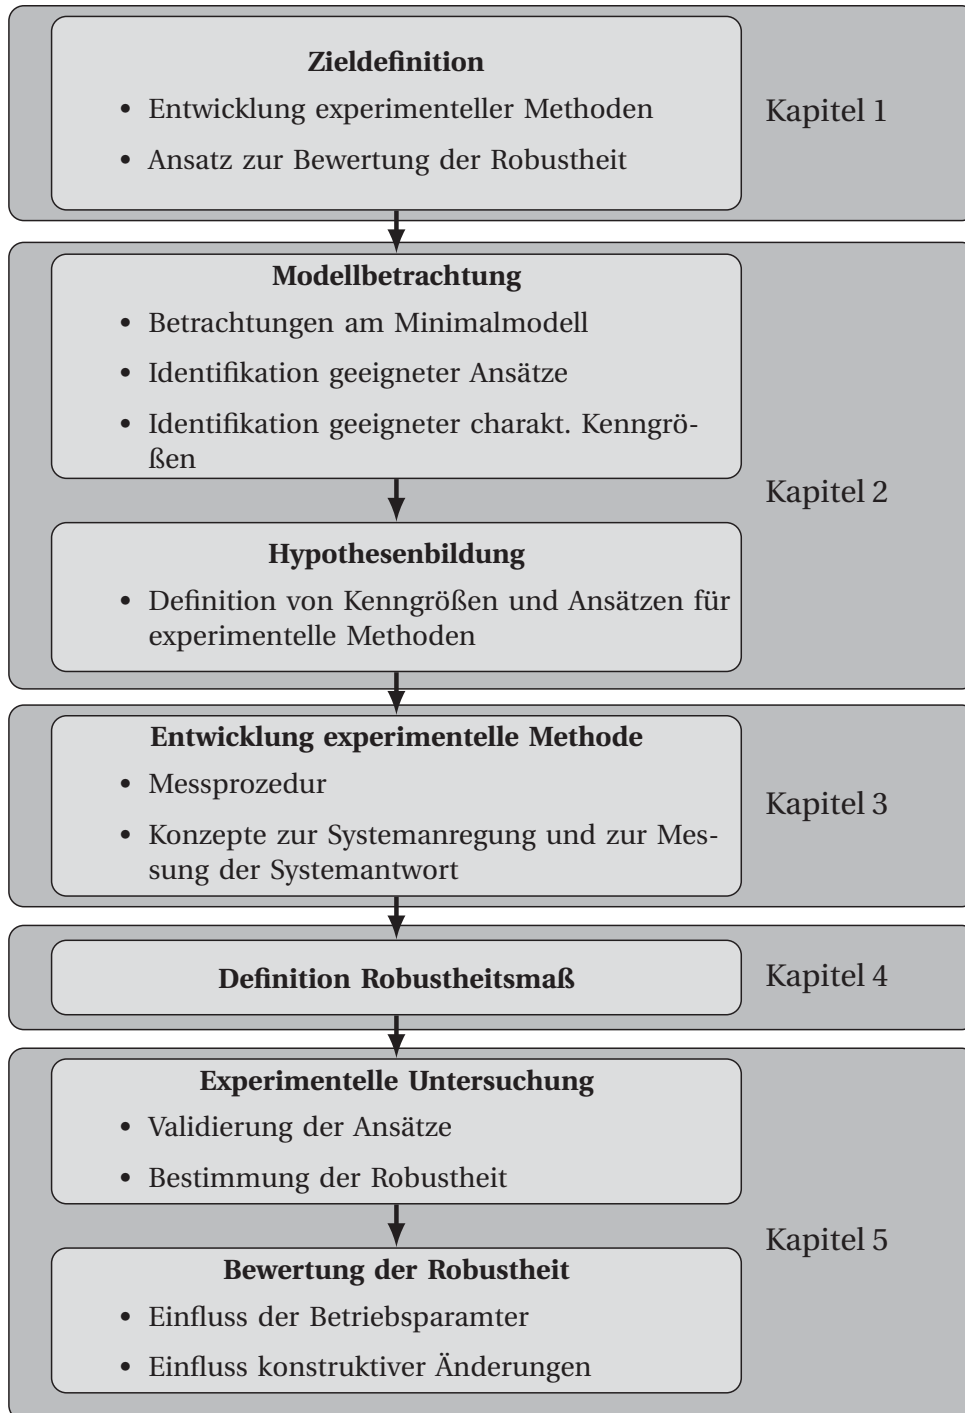 Zieldefinition
• Entwicklung experimenteller Methoden
• Ansatz zur Bewertung der Robustheit
Kapitel 1
Modellbetrachtung
• Betrachtungen am Minimalmodell
• Identifikation geeigneter Ansätze
• Identifikation geeigneter charakt. Kenngrö-
ßen
Kapitel 2
Hypothesenbildung
• Definition von Kenngrößen und Ansätzen für
experimentelle Methoden
Entwicklung experimentelle Methode
• Messprozedur
• Konzepte zur Systemanregung und zur Mes-
sung der Systemantwort
Kapitel 3
Definition Robustheitsmaß
Kapitel 4
Experimentelle Untersuchung
• Validierung der Ansätze
• Bestimmung der Robustheit
Kapitel 5
Bewertung der Robustheit
• Einfluss der Betriebsparamter
• Einfluss konstruktiver Änderungen